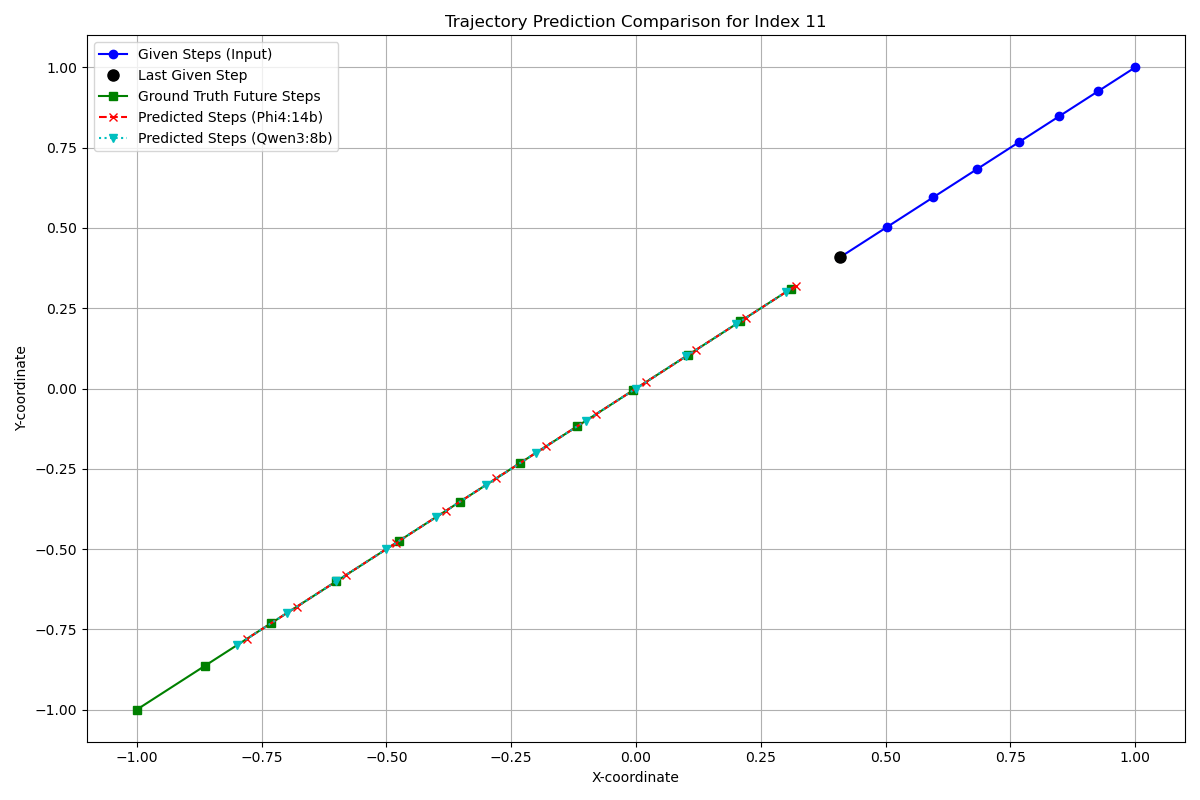 Trajectory Prediction Comparison for Index 11
Given Steps (Input)
Last Given Step
Ground Truth Future Steps
Predicted Steps (Phi4:14b)
Predicted Steps (Qwen3:8b)
Y-coordinate
1.00
0.75
0.50
0.25
0.00
−0.25
−0.50
−0.75
−1.00
−1.00 −0.75 −0.50 −0.25 0.00 0.25 0.50 0.75 1.00
X-coordinate